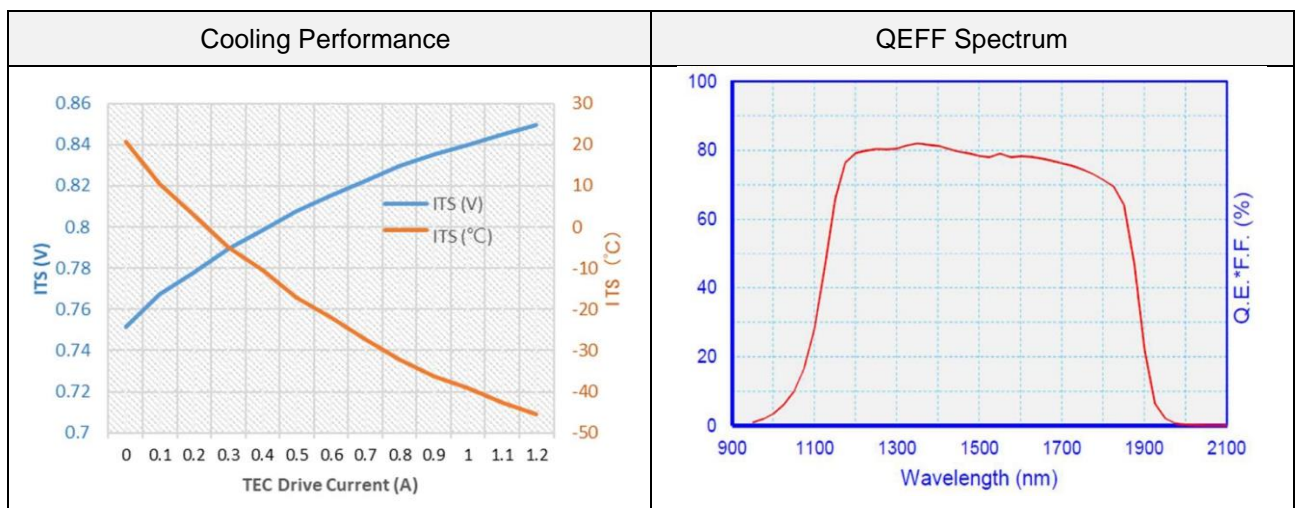 Cooling Performance
QEFF Spectrum
0.86
0.84
0.82
0.8
0.78
0.76
0.74
0.72
0.7
ITS (V)
30
20
10
0
-10
-20
-30
-40
-50
ITS (℃)
ITS (V)
ITS (℃)
0 0.1 0.2 0.3 0.4 0.5 0.6 0.7 0.8 0.9 1 1.1 1.2
TEC Drive Current (A)
100
80
60
40
20
0
Q.E.*F.F. (%)
900 1100 1300 1500 1700 1900 2100
Wavelength (nm)